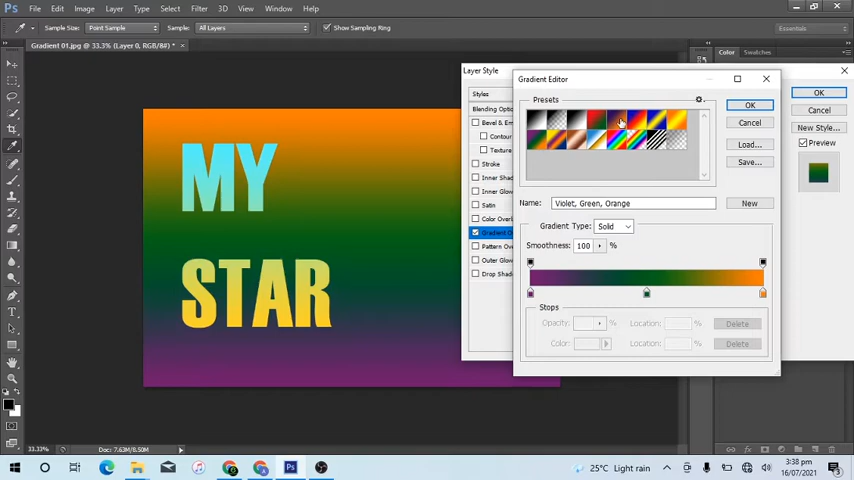 Ps File Edit Image Layer Type Select Filter 3D View Window Help
Sample Size: Point Sample Sample: All Layers Show Sampling Ring
Essentials
Gradient 01.jpg @ 33.3% (Layer 0, RGB/8#) * ×
Color Swatches
Layer Style
Styles
Blending Optio
Bevel & Em
Contour
Texture
Stroke
Inner Shad
Inner Glow
Satin
Color Overl
Gradient O
Pattern Ov
Outer Glow
Drop Shad
Gradient Editor
Presets
OK
Cancel
Load...
Save...
Name: Violet, Green, Orange
New
Gradient Type: Solid
Smoothness: 100 %
Stops
Opacity: % Location: % Delete
Color: Location: % Delete
OK
Cancel
New Style...
Preview
MY
STAR
33.33% Doc: 7.63M/8.50M
25°C Light rain
3:38 pm
16/07/2021
3